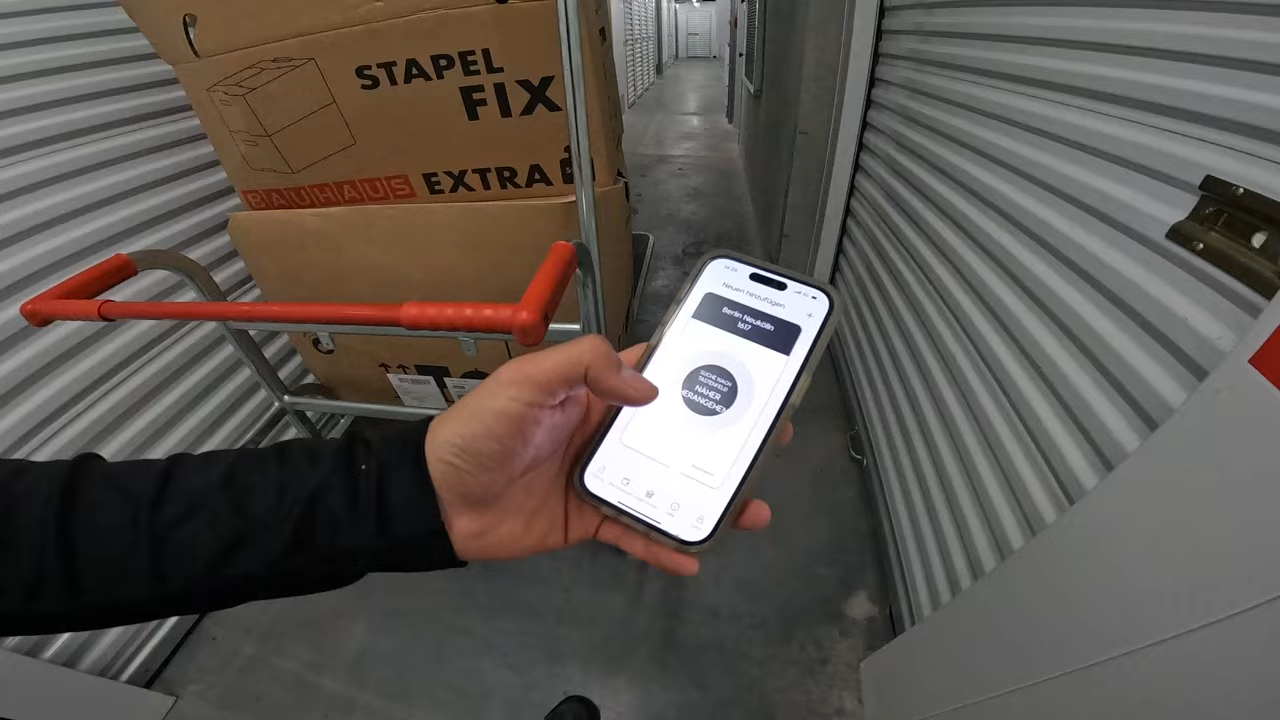 STAPEL
FIX
BAUHAUS EXTRA
Neuen hinzufügen
Berlin Neukölln
1617
SUCHE NACH
TASTENFELD
NÄHER
HERANGEHEN